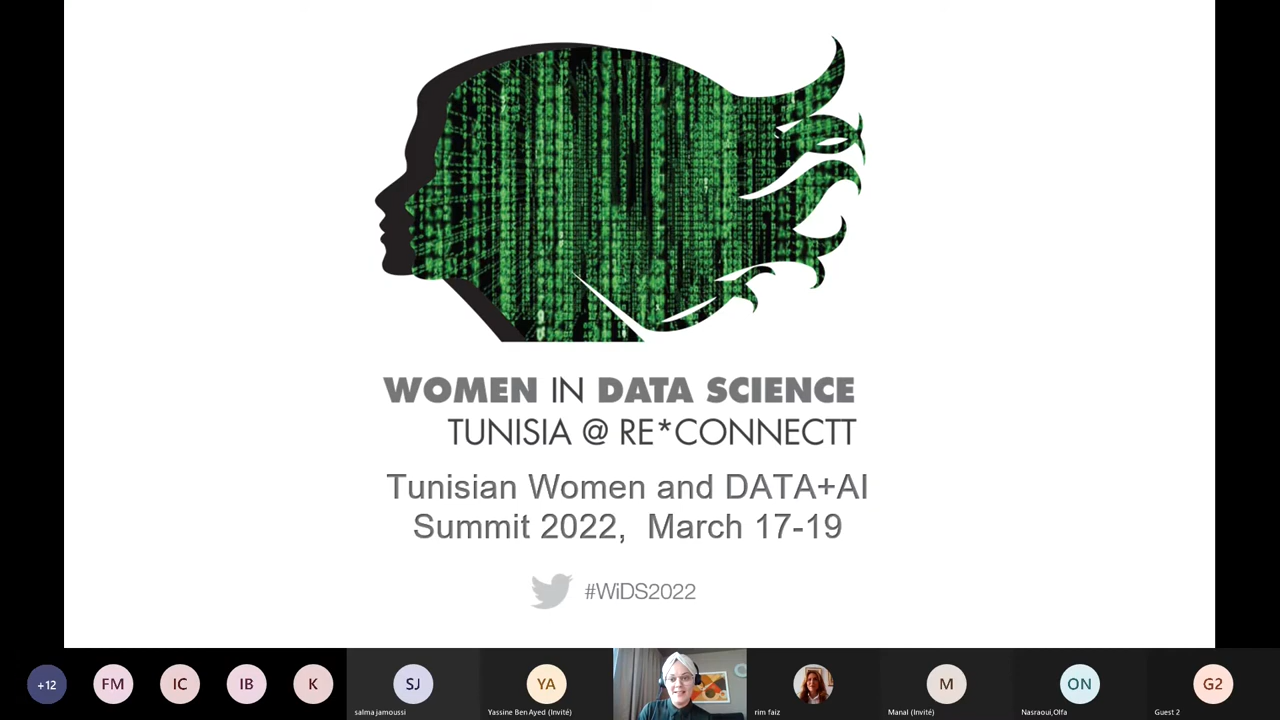 WOMEN IN DATA SCIENCE
TUNISIA @ RE*CONNECTT
Tunisian Women and DATA+AI
Summit 2022, March 17-19
#WiDS2022
+12
FM
IC
IB
K
SJ
YA
M
ON
G2
salma jamoussi
Yassine Ben Ayed (Invité)
rim faiz
Manal (Invité)
Nasraoui,Olfa
Guest 2